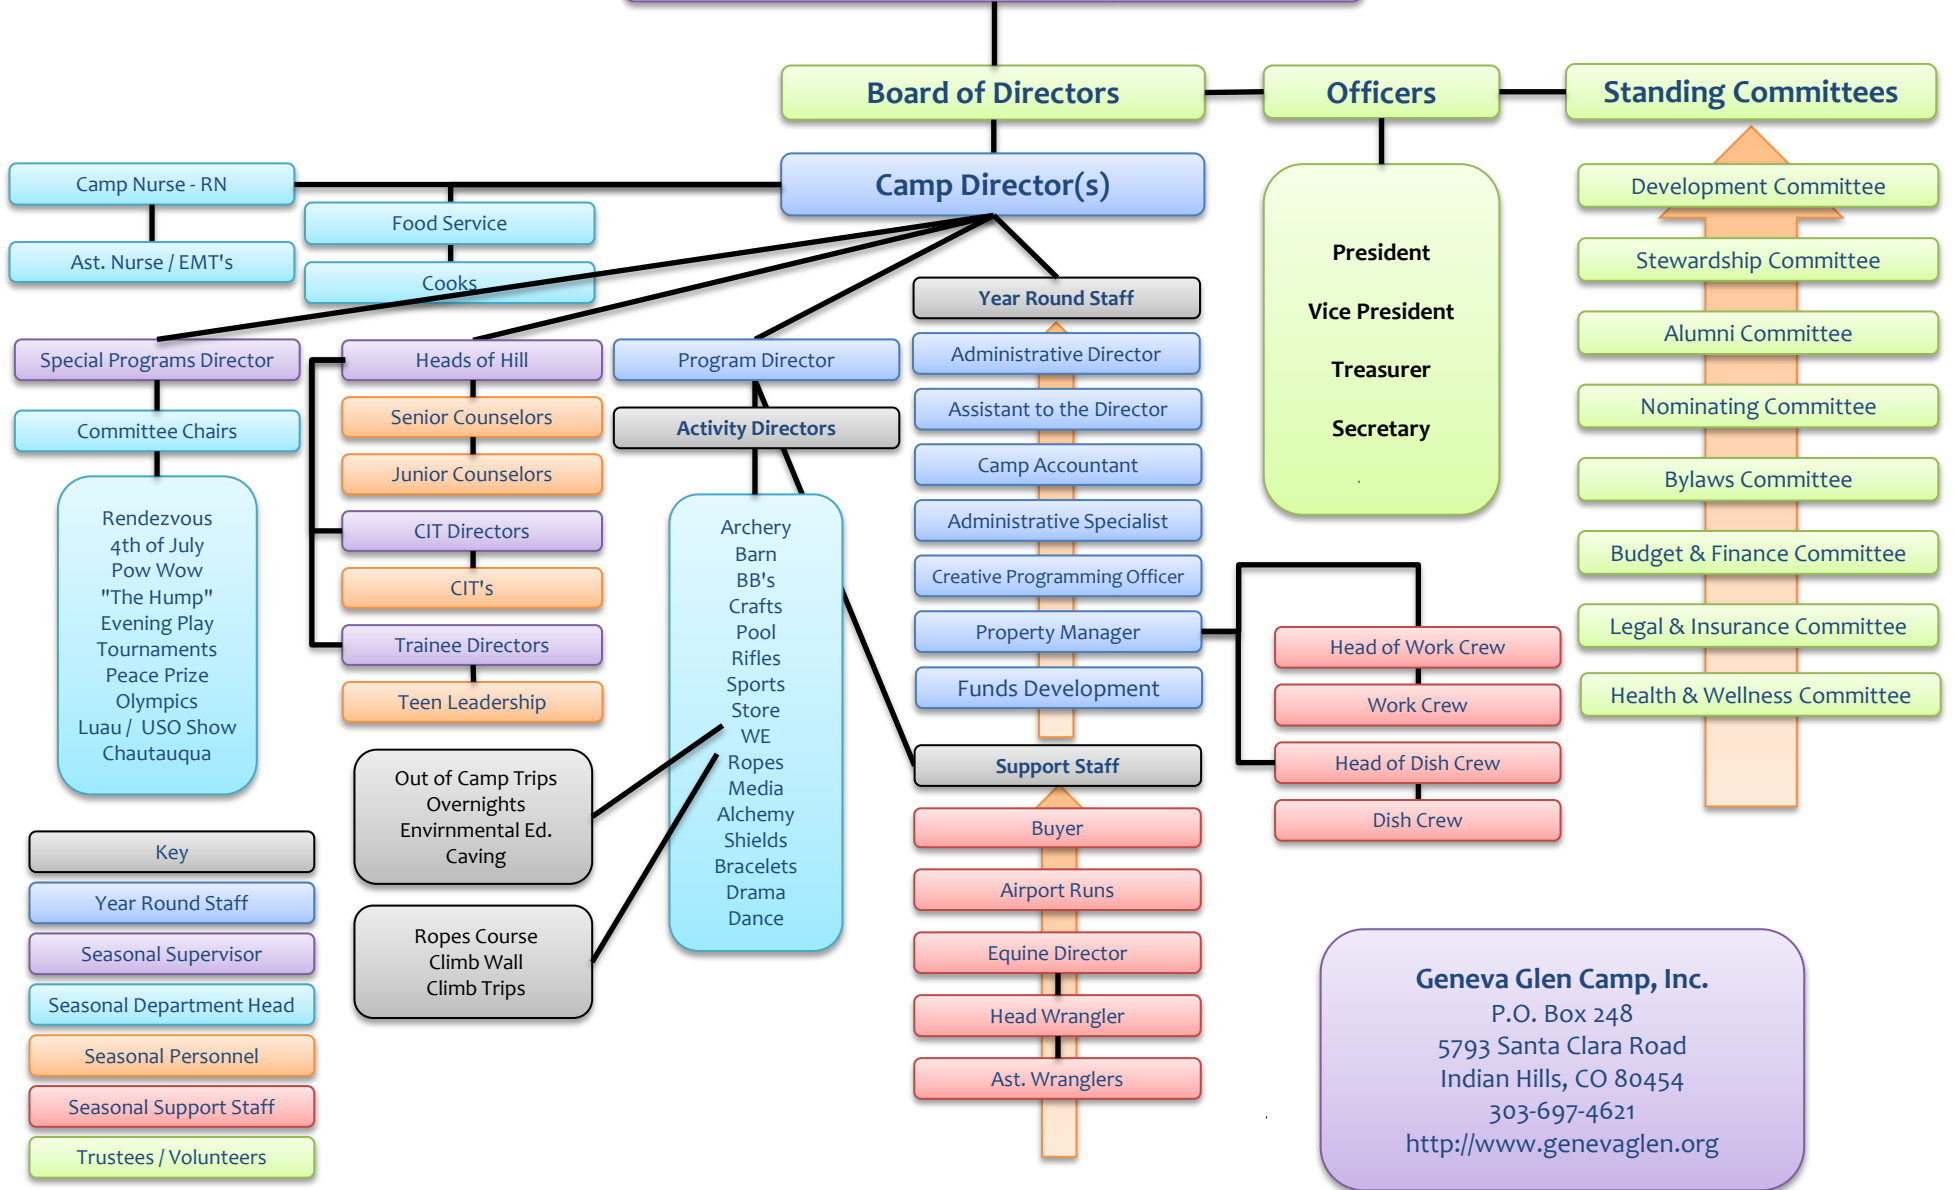 Board of Directors
Officers
Standing Committees
Camp Nurse - RN
Camp Director(s)
Food Service
Ast. Nurse / EMT's
Cooks
Development Committee
Stewardship Committee
Alumni Committee
Nominating Committee
Bylaws Committee
Budget & Finance Committee
Legal & Insurance Committee
Health & Wellness Committee
President
Vice President
Treasurer
Secretary
.
Special Programs Director
Committee Chairs
Rendezvous
4th of July
Pow Wow
"The Hump"
Evening Play
Tournaments
Peace Prize
Olympics
Luau / USO Show
Chautauqua
Heads of Hill
Senior Counselors
Junior Counselors
CIT Directors
CIT's
Trainee Directors
Teen Leadership
Program Director
Activity Directors
Archery
Barn
BB's
Crafts
Pool
Rifles
Sports
Store
WE
Ropes
Media
Alchemy
Shields
Bracelets
Drama
Dance
Out of Camp Trips
Overnights
Envirnmental Ed.
Caving
Ropes Course
Climb Wall
Climb Trips
Year Round Staff
Administrative Director
Assistant to the Director
Camp Accountant
Administrative Specialist
Creative Programming Officer
Property Manager
Funds Development
Head of Work Crew
Work Crew
Head of Dish Crew
Dish Crew
Support Staff
Buyer
Airport Runs
Equine Director
Head Wrangler
Ast. Wranglers
Key
Year Round Staff
Seasonal Supervisor
Seasonal Department Head
Seasonal Personnel
Seasonal Support Staff
Trustees / Volunteers
Geneva Glen Camp, Inc.
P.O. Box 248
5793 Santa Clara Road
Indian Hills, CO 80454
303-697-4621
http://www.genevaglen.org